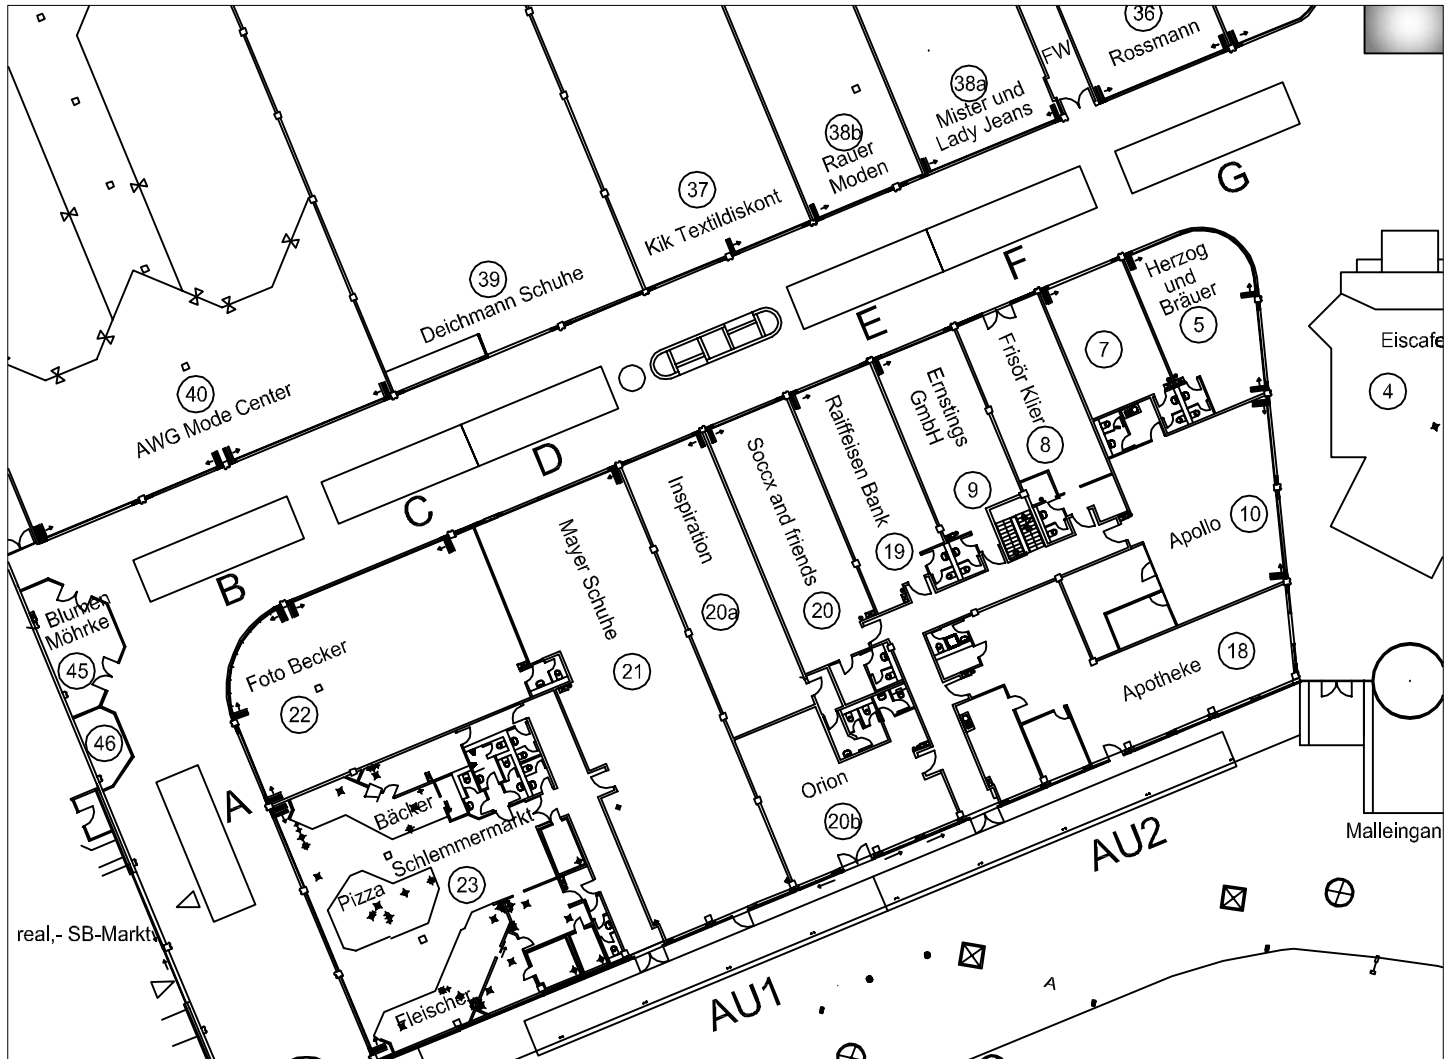 36
Rossmann
FW
38a
Mister und
Lady Jeans
38b
Rauer
Moden
37
Kik Textildiskont
39
Deichmann Schuhe
40
AWG Mode Center
G
F
E
D
C
B
A
Herzog
und
Bräuer
5
7
Frisör Klier
8
Ernstings
GmbH
9
Raiffeisen Bank
19
Soccx and friends
20
Inspiration
20a
Mayer Schuhe
21
Foto Becker
22
Blumen
Möhrke
45
46
Eiscafe
4
Apollo
10
Apotheke
18
Orion
20b
Bäcker
Schlemmermarkt
23
Pizza
Fleischer
real,- SB-Markt
Malleingan
AU2
AU1
A